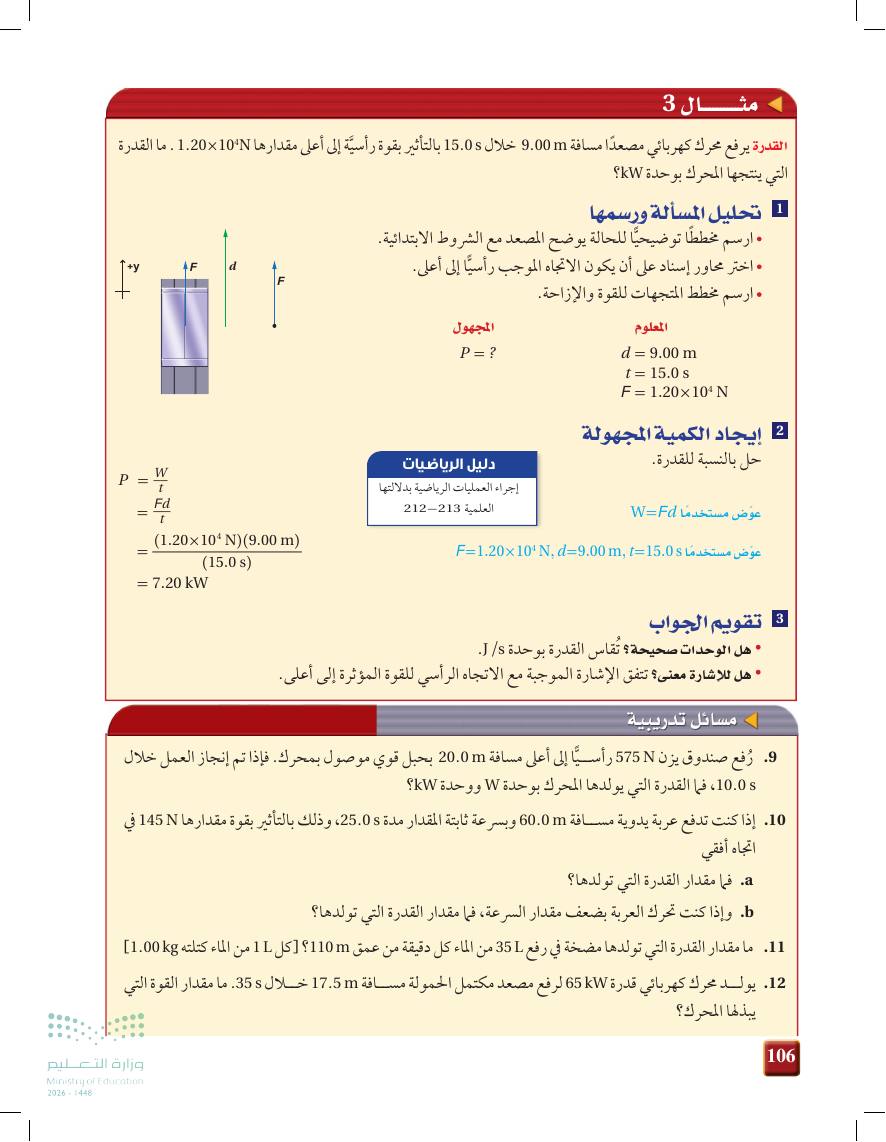 مثـــــــال 3
القدرة يرفع محرك كهربائي مصعدًا مسافة 9.00 m خلال 15.0 s بالتأثير بقوة رأسيَّة إلى أعلى مقدارها 1.20×10⁴N . ما القدرة
التي ينتجها المحرك بوحدة kW؟
1 تحليل المسألة ورسمها
• ارسم مخططًا توضيحيًّا للحالة يوضح المصعد مع الشروط الابتدائية.
• اختر محاور إسناد على أن يكون الاتجاه الموجب رأسيًّا إلى أعلى.
• ارسم مخطط المتجهات للقوة والإزاحة.
+y
F
d
F
المعلوم المجهول
d = 9.00 m P = ?
t = 15.0 s
F = 1.20×10⁴ N
2 إيجاد الكمية المجهولة
حل بالنسبة للقدرة.
P = W/t
دليل الرياضيات
إجراء العمليات الرياضية بدلالتها
العلمية 213–212
عوّض مستخدمًا W=Fd
= Fd/t
عوّض مستخدمًا F=1.20×10⁴ N, d=9.00 m, t=15.0 s
= (1.20×10⁴ N)(9.00 m)/(15.0 s)
= 7.20 kW
3 تقويم الجواب
• هل الوحدات صحيحة؟ تُقاس القدرة بوحدة J/s.
• هل للإشارة معنى؟ تتفق الإشارة الموجبة مع الاتجاه الرأسي للقوة المؤثرة إلى أعلى.
مسائل تدريبية
9. رُفع صندوق يزن 575 N رأســيًّا إلى أعلى مسافة 20.0 m بحبل قوي موصول بمحرك. فإذا تم إنجاز العمل خلال
10.0 s، فما القدرة التي يولدها المحرك بوحدة W ووحدة kW؟
10. إذا كنت تدفع عربة يدوية مســافة 60.0 m وبسرعة ثابتة المقدار مدة 25.0 s، وذلك بالتأثير بقوة مقدارها 145 N في
اتجاه أفقي
a. فما مقدار القدرة التي تولدها؟
b. وإذا كنت تحرك العربة بضعف مقدار السرعة، فما مقدار القدرة التي تولدها؟
11. ما مقدار القدرة التي تولدها مضخة في رفع 35 L من الماء كل دقيقة من عمق 110 m؟ [كل 1 L من الماء كتلته 1.00 kg]
12. يولــد محرك كهربائي قدرة 65 kW لرفع مصعد مكتمل الحمولة مســافة 17.5 m خــلال 35 s. ما مقدار القوة التي
يبذلها المحرك؟
وزارة التعـــليم
Ministry of Education
2026 - 1448
106